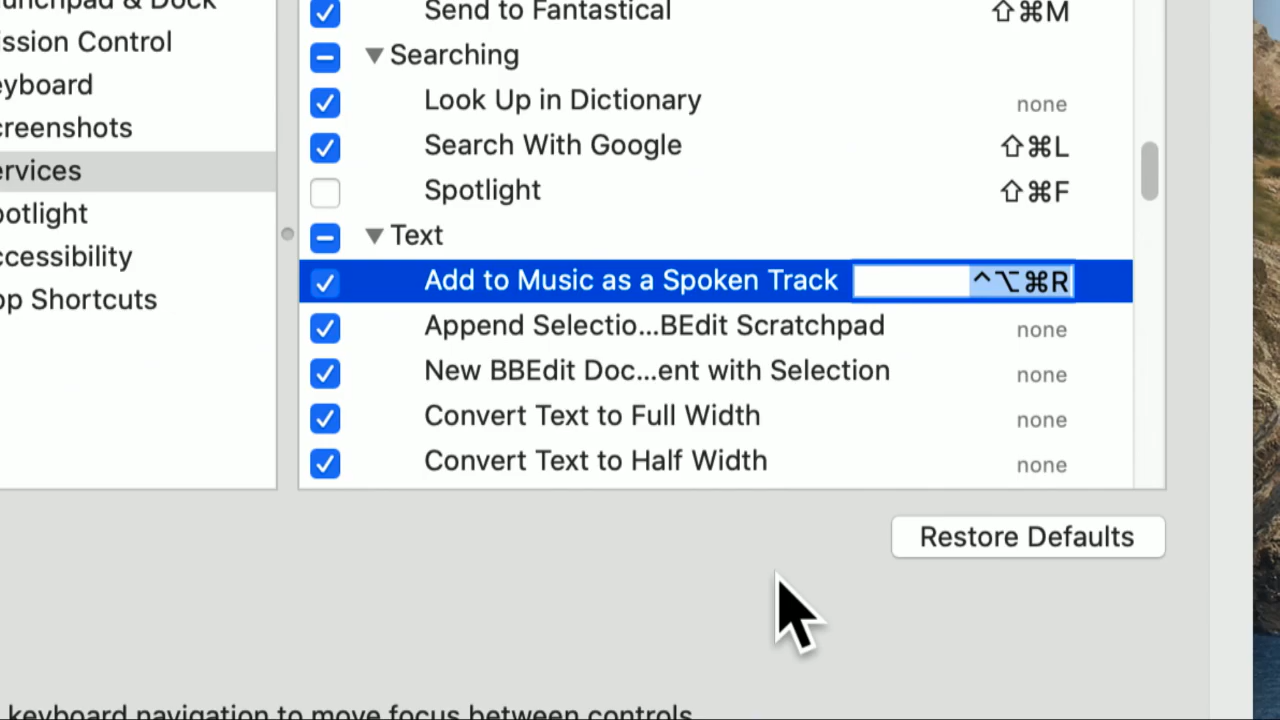 unchpad & Dock
ission Control
eyboard
creenshots
ervices
potlight
ccessibility
pp Shortcuts
Send to Fantastical ⇧⌘M
▼ Searching
Look Up in Dictionary none
Search With Google ⇧⌘L
Spotlight ⇧⌘F
▼ Text
Add to Music as a Spoken Track ^⌥⌘R
Append Selectio...BEdit Scratchpad none
New BBEdit Doc...ent with Selection none
Convert Text to Full Width none
Convert Text to Half Width none
Restore Defaults
keyboard navigation to move focus between controls